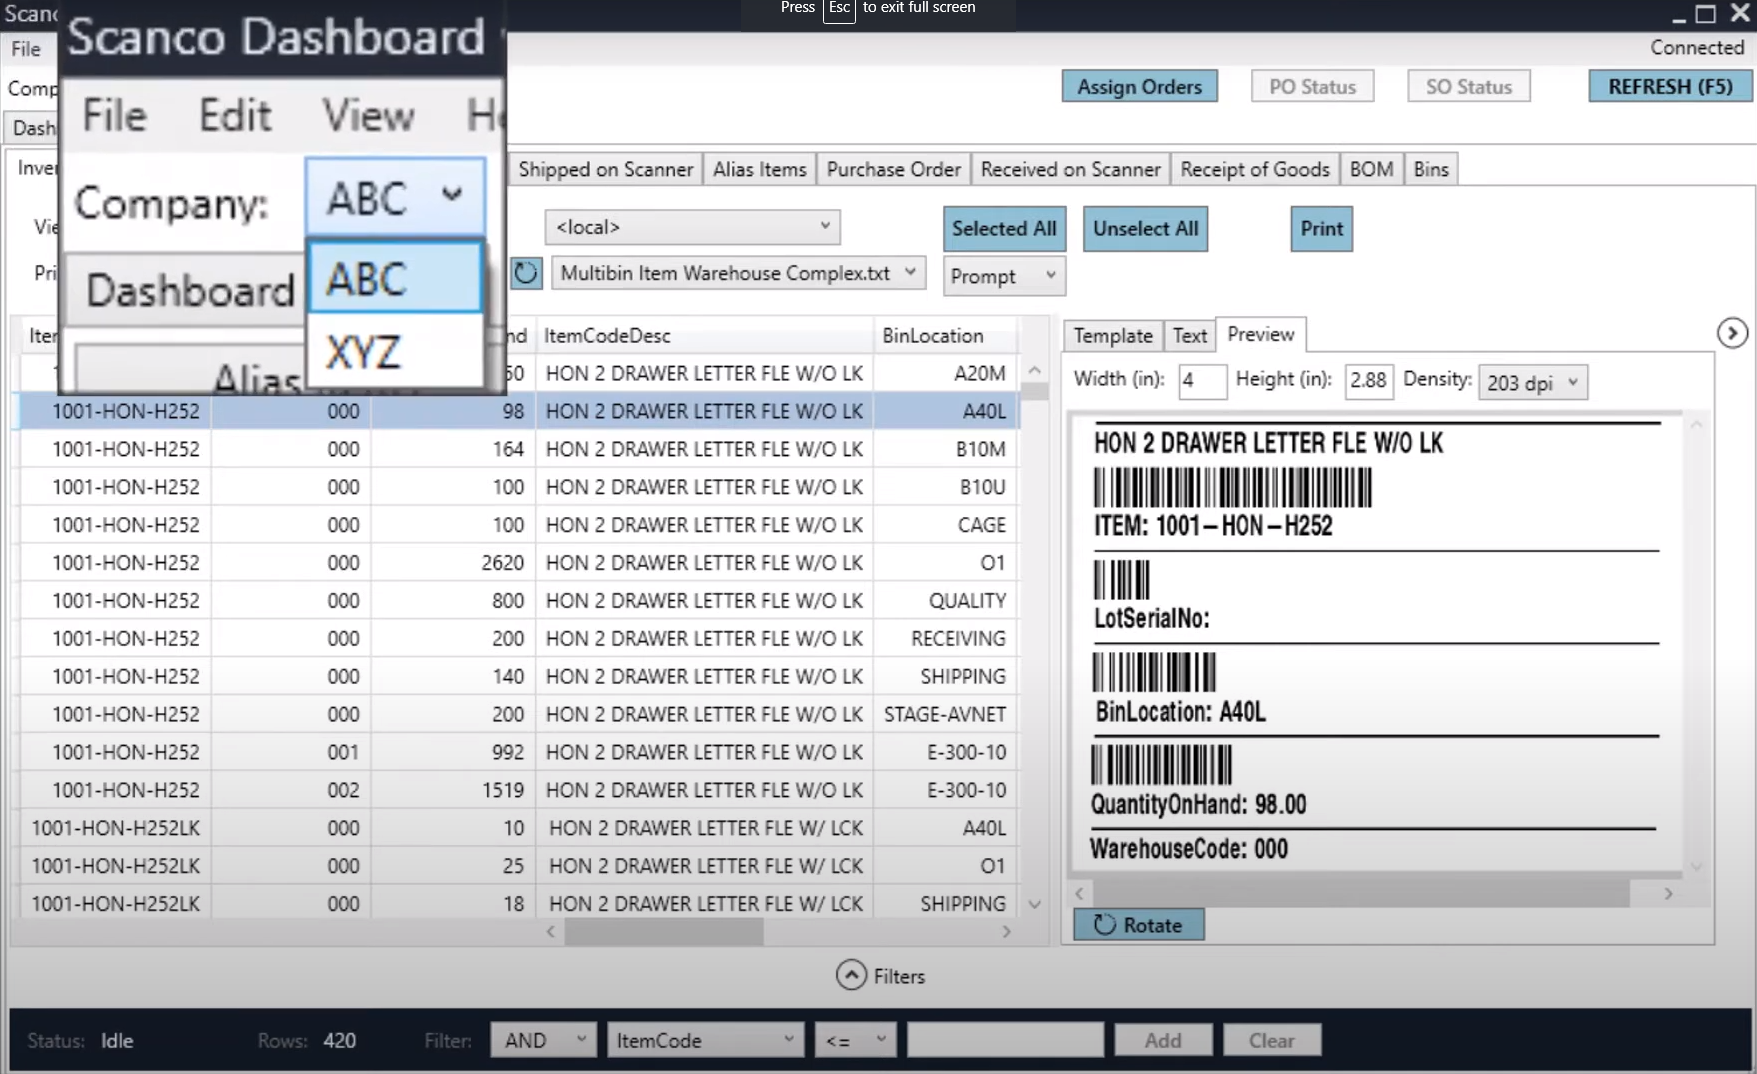 Press Esc to exit full screen
Scanco Dashboard
File
Connected
File Edit View
Assign Orders PO Status SO Status REFRESH (F5)
Company: ABC
ABC
XYZ
Dashboard
Alias
Shipped on Scanner Alias Items Purchase Order Received on Scanner Receipt of Goods BOM Bins
<local> Selected All Unselect All Print
Multibin Item Warehouse Complex.txt Prompt
ItemCodeDesc BinLocation
HON 2 DRAWER LETTER FLE W/O LK A20M
1001-HON-H252 000 98 HON 2 DRAWER LETTER FLE W/O LK A40L
1001-HON-H252 000 164 HON 2 DRAWER LETTER FLE W/O LK B10M
1001-HON-H252 000 100 HON 2 DRAWER LETTER FLE W/O LK B10U
1001-HON-H252 000 100 HON 2 DRAWER LETTER FLE W/O LK CAGE
1001-HON-H252 000 2620 HON 2 DRAWER LETTER FLE W/O LK O1
1001-HON-H252 000 800 HON 2 DRAWER LETTER FLE W/O LK QUALITY
1001-HON-H252 000 200 HON 2 DRAWER LETTER FLE W/O LK RECEIVING
1001-HON-H252 000 140 HON 2 DRAWER LETTER FLE W/O LK SHIPPING
1001-HON-H252 000 200 HON 2 DRAWER LETTER FLE W/O LK STAGE-AVNET
1001-HON-H252 001 992 HON 2 DRAWER LETTER FLE W/O LK E-300-10
1001-HON-H252 002 1519 HON 2 DRAWER LETTER FLE W/O LK E-300-10
1001-HON-H252LK 000 10 HON 2 DRAWER LETTER FLE W/ LCK A40L
1001-HON-H252LK 000 25 HON 2 DRAWER LETTER FLE W/ LCK O1
1001-HON-H252LK 000 18 HON 2 DRAWER LETTER FLE W/ LCK SHIPPING
Template Text Preview
Width (in): 4 Height (in): 2.88 Density: 203 dpi
HON 2 DRAWER LETTER FLE W/O LK
ITEM: 1001-HON-H252
LotSerialNo:
BinLocation: A40L
QuantityOnHand: 98.00
WarehouseCode: 000
Rotate
Filters
Status: Idle Rows: 420 Filter: AND ItemCode <= Add Clear